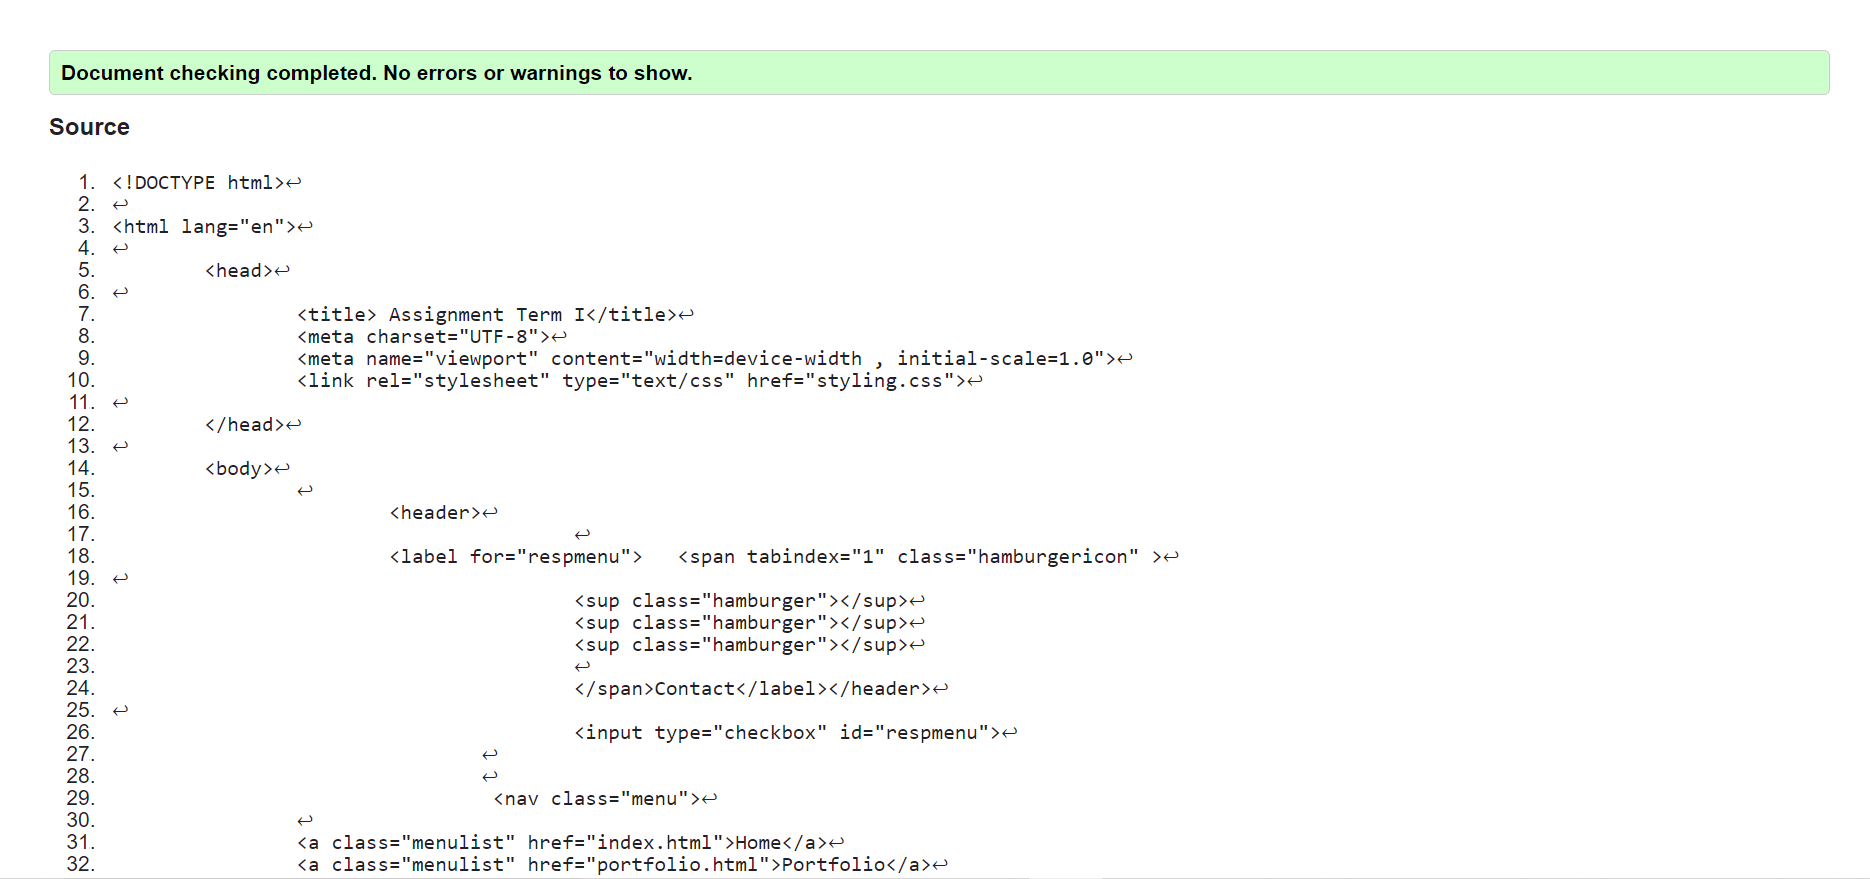 Document checking completed. No errors or warnings to show.
Source
1. <!DOCTYPE html>↩
2. ↩
3. <html lang="en">↩
4. ↩
5. <head>↩
6. ↩
7. <title> Assignment Term I</title>↩
8. <meta charset="UTF-8">↩
9. <meta name="viewport" content="width=device-width , initial-scale=1.0">↩
10. <link rel="stylesheet" type="text/css" href="styling.css">↩
11. ↩
12. </head>↩
13. ↩
14. <body>↩
15. ↩
16. <header>↩
17. ↩
18. <label for="respmenu">   <span tabindex="1" class="hamburgericon" >↩
19. ↩
20. <sup class="hamburger"></sup>↩
21. <sup class="hamburger"></sup>↩
22. <sup class="hamburger"></sup>↩
23. ↩
24. </span>Contact</label></header>↩
25. ↩
26. <input type="checkbox" id="respmenu">↩
27. ↩
28. ↩
29. <nav class="menu">↩
30. ↩
31. <a class="menulist" href="index.html">Home</a>↩
32. <a class="menulist" href="portfolio.html">Portfolio</a>↩